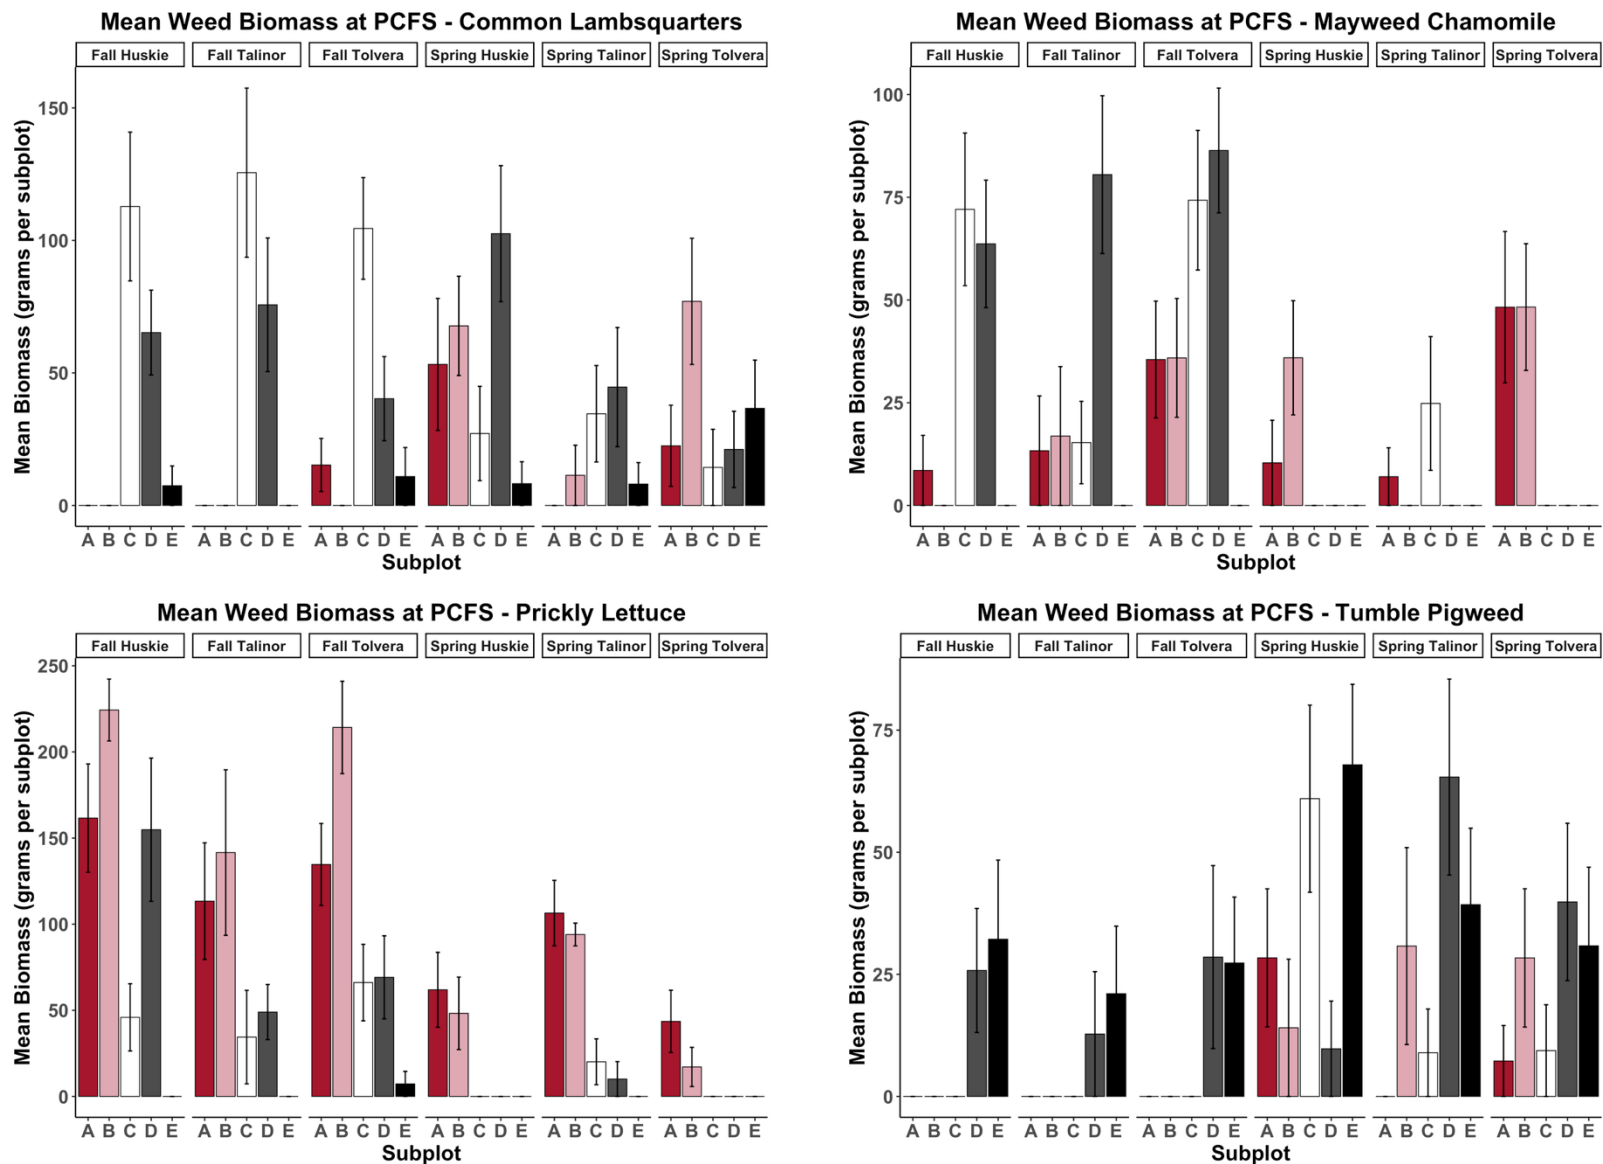 Mean Weed Biomass at PCFS - Common Lambsquarters
Fall Huskie Fall Talinor Fall Tolvera Spring Huskie Spring Talinor Spring Tolvera
Mean Biomass (grams per subplot)
150
100
50
0
A B C D E A B C D E A B C D E A B C D E A B C D E A B C D E
Subplot
Mean Weed Biomass at PCFS - Mayweed Chamomile
Fall Huskie Fall Talinor Fall Tolvera Spring Huskie Spring Talinor Spring Tolvera
Mean Biomass (grams per subplot)
100
75
50
25
0
A B C D E A B C D E A B C D E A B C D E A B C D E A B C D E
Subplot
Mean Weed Biomass at PCFS - Prickly Lettuce
Fall Huskie Fall Talinor Fall Tolvera Spring Huskie Spring Talinor Spring Tolvera
Mean Biomass (grams per subplot)
250
200
150
100
50
0
A B C D E A B C D E A B C D E A B C D E A B C D E A B C D E
Subplot
Mean Weed Biomass at PCFS - Tumble Pigweed
Fall Huskie Fall Talinor Fall Tolvera Spring Huskie Spring Talinor Spring Tolvera
Mean Biomass (grams per subplot)
75
50
25
0
A B C D E A B C D E A B C D E A B C D E A B C D E A B C D E
Subplot